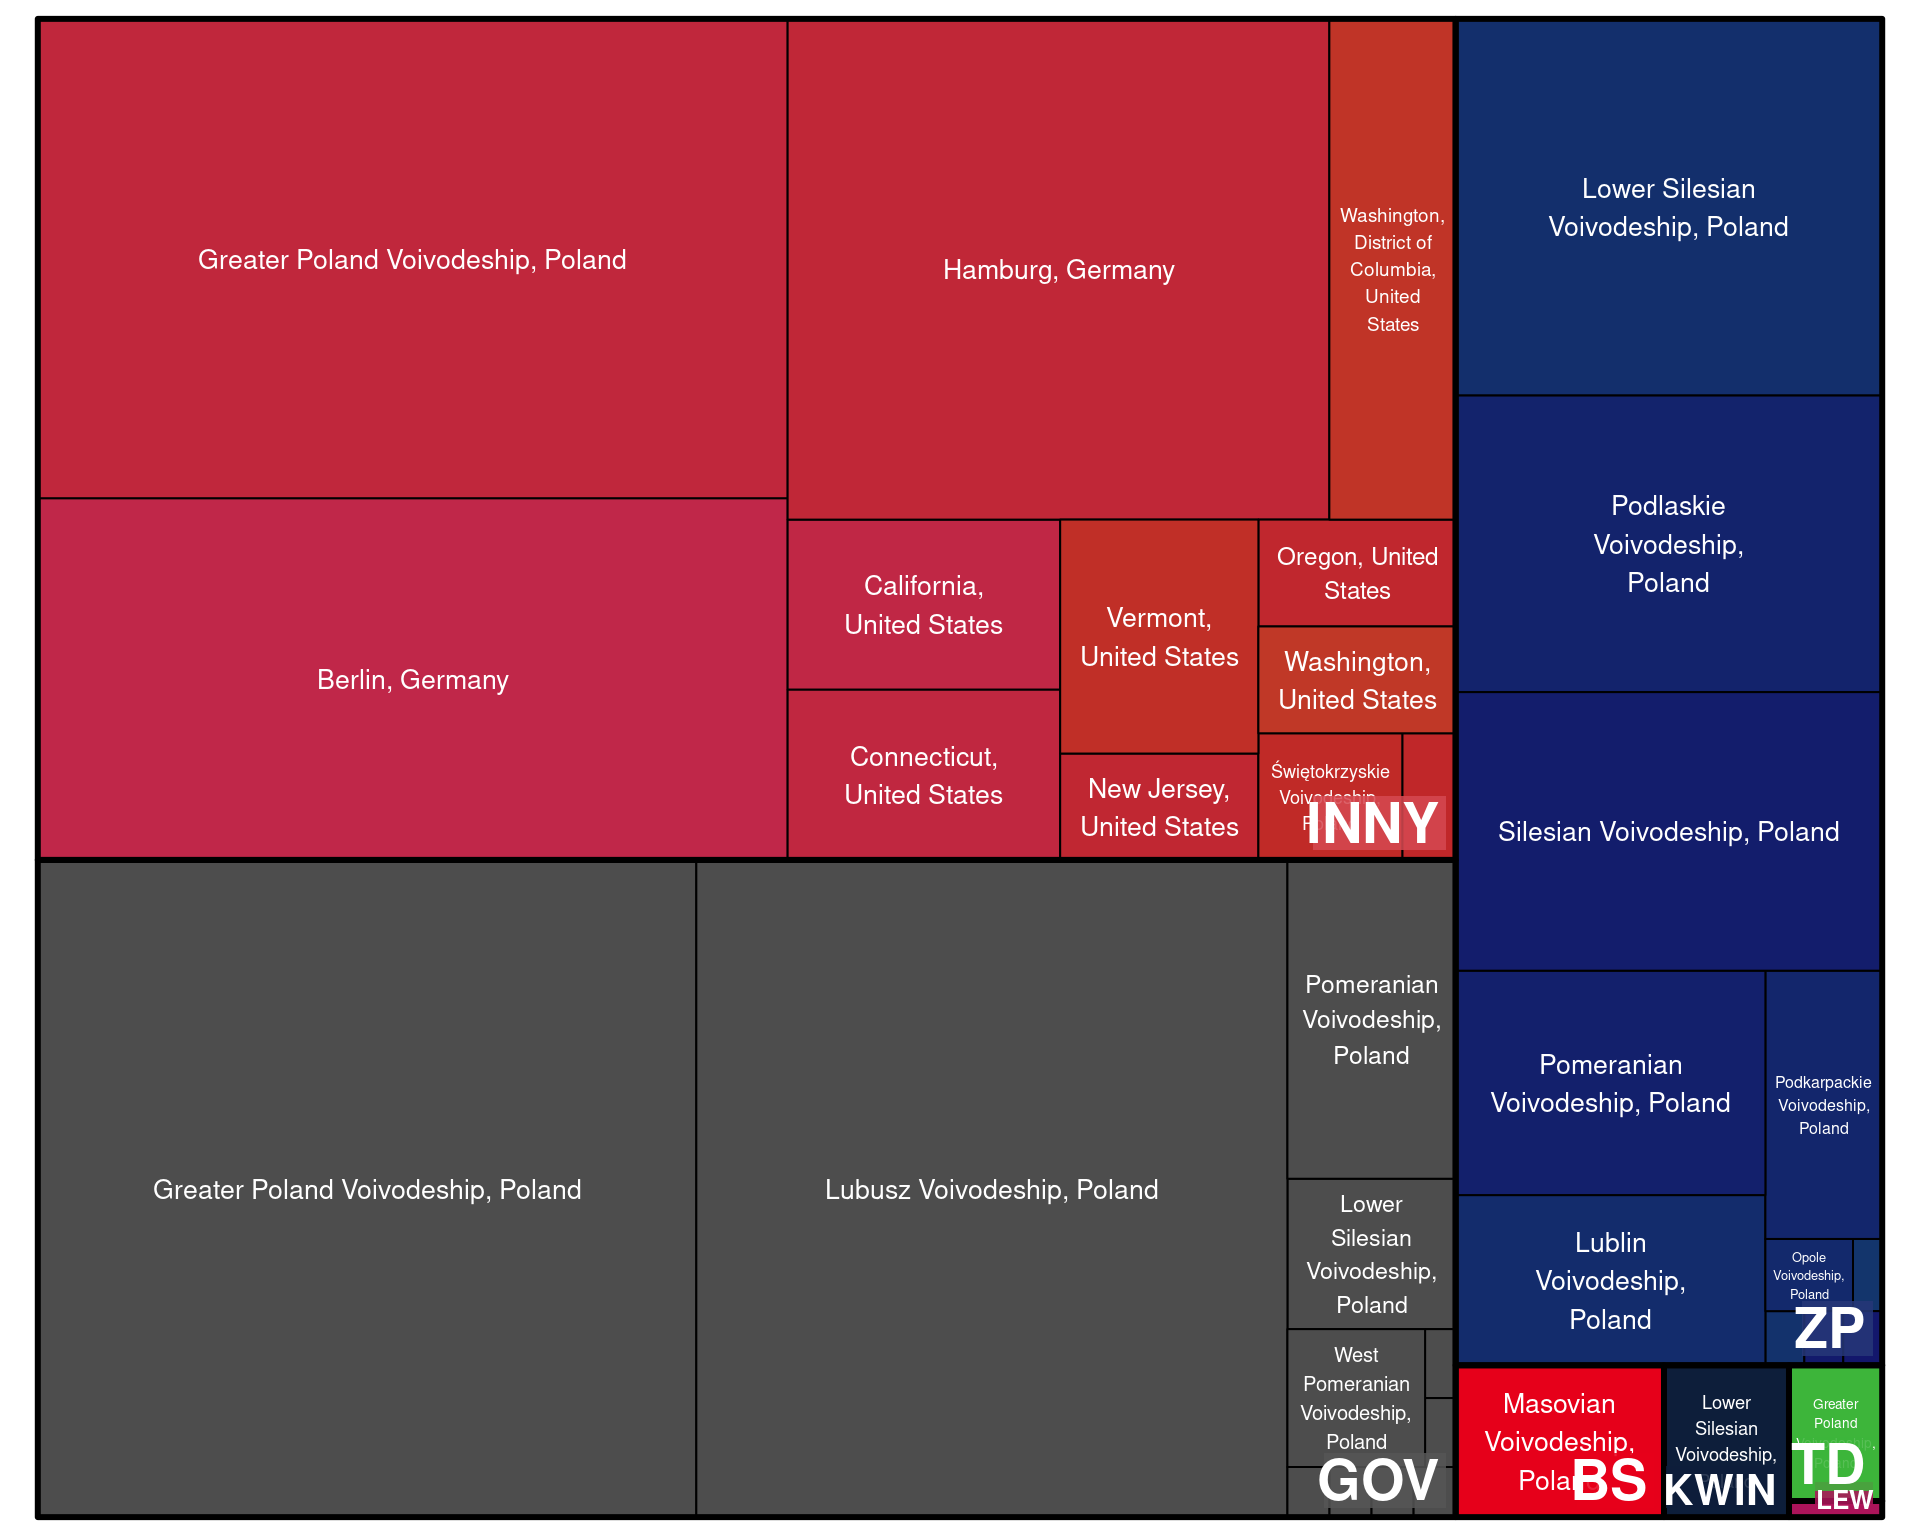 Greater Poland Voivodeship, Poland
Hamburg, Germany
Washington,
District of
Columbia,
United
States
Berlin, Germany
California,
United States
Connecticut,
United States
Vermont,
United States
New Jersey,
United States
Oregon, United
States
Washington,
United States
Świętokrzyskie
Voivodeship,
INNY
Greater Poland Voivodeship, Poland
Lubusz Voivodeship, Poland
Pomeranian
Voivodeship,
Poland
Lower
Silesian
Voivodeship,
Poland
West
Pomeranian
Voivodeship,
Poland
GOV
Lower Silesian
Voivodeship, Poland
Podlaskie
Voivodeship,
Poland
Silesian Voivodeship, Poland
Pomeranian
Voivodeship, Poland
Podkarpackie
Voivodeship,
Poland
Lublin
Voivodeship,
Poland
Opole
Voivodeship,
Poland
ZP
Masovian
Voivodeship,
Poland
BS
Lower
Silesian
Voivodeship,
KWIN
Greater
Poland
TD
LEW